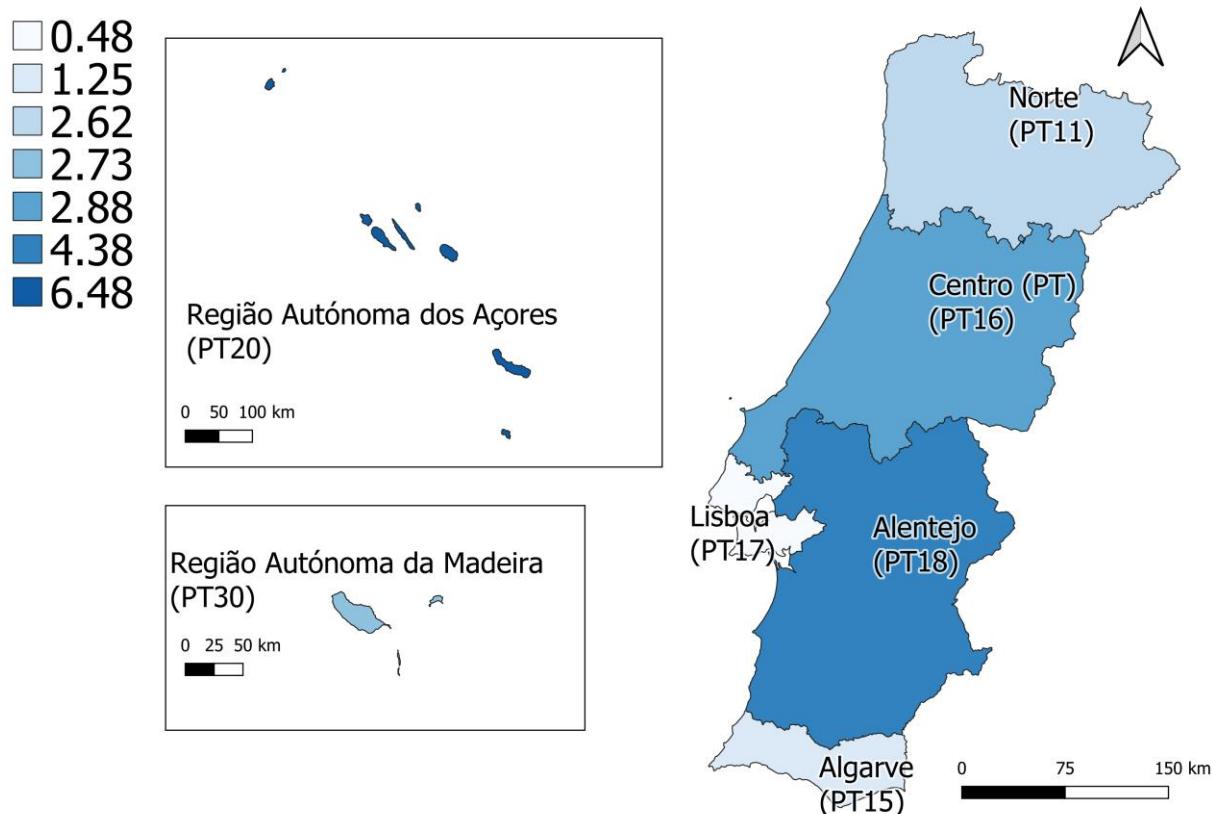 0.48
1.25
2.62
2.73
2.88
4.38
6.48
Região Autónoma dos Açores
(PT20)
0 50 100 km
Região Autónoma da Madeira
(PT30)
0 25 50 km
Norte
(PT11)
Centro (PT)
(PT16)
Lisboa
(PT17)
Alentejo
(PT18)
Algarve
(PT15)
0 75 150 km